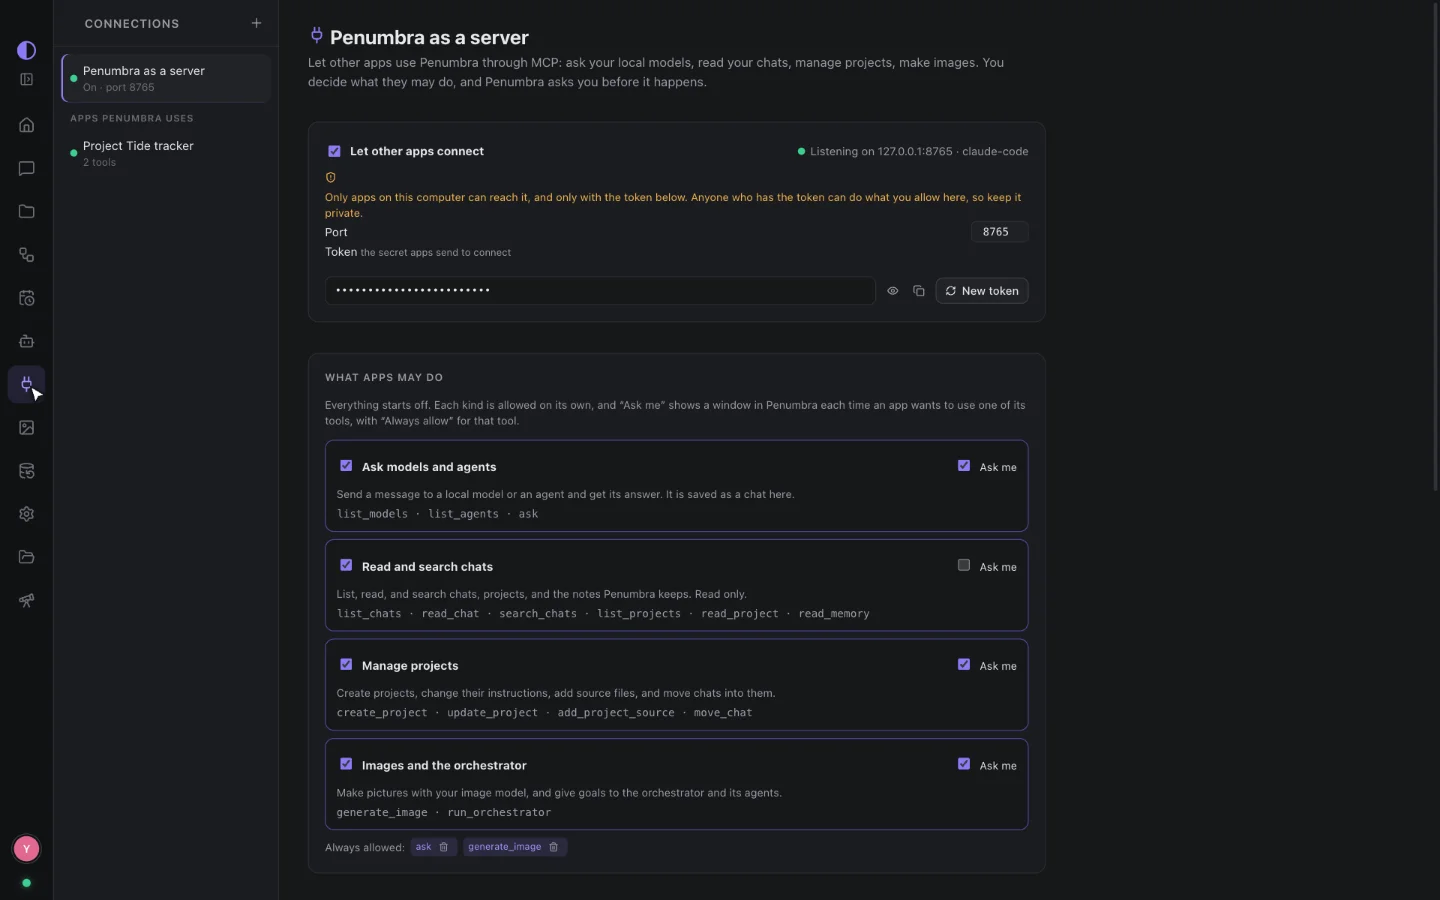 CONNECTIONS
Penumbra as a server
On · port 8765
APPS PENUMBRA USES
Project Tide tracker
2 tools
Y
Penumbra as a server
Let other apps use Penumbra through MCP: ask your local models, read your chats, manage projects, make images. You
decide what they may do, and Penumbra asks you before it happens.
Let other apps connect
Listening on 127.0.0.1:8765 · claude-code
Only apps on this computer can reach it, and only with the token below. Anyone who has the token can do what you allow here, so keep it
private.
Port
8765
Token the secret apps send to connect
••••••••••••••••••••••••
New token
WHAT APPS MAY DO
Everything starts off. Each kind is allowed on its own, and “Ask me” shows a window in Penumbra each time an app wants to use one of its
tools, with “Always allow” for that tool.
Ask models and agents
Ask me
Send a message to a local model or an agent and get its answer. It is saved as a chat here.
list_models · list_agents · ask
Read and search chats
Ask me
List, read, and search chats, projects, and the notes Penumbra keeps. Read only.
list_chats · read_chat · search_chats · list_projects · read_project · read_memory
Manage projects
Ask me
Create projects, change their instructions, add source files, and move chats into them.
create_project · update_project · add_project_source · move_chat
Images and the orchestrator
Ask me
Make pictures with your image model, and give goals to the orchestrator and its agents.
generate_image · run_orchestrator
Always allowed: ask generate_image